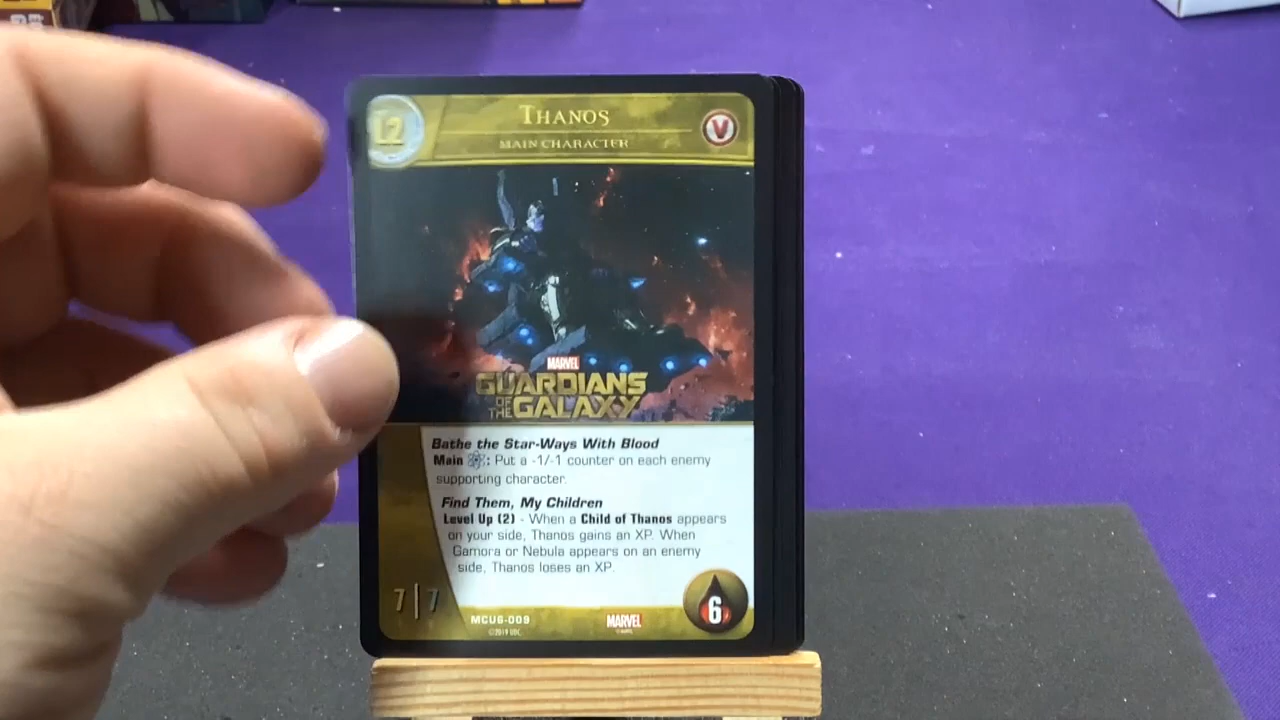 L2
THANOS
MAIN CHARACTER
V
MARVEL
GUARDIANS
OF THE
GALAXY
Bathe the Star-Ways With Blood
Main : Put a -1/-1 counter on each enemy
supporting character.
Find Them, My Children
Level Up (2) - When a Child of Thanos appears
on your side, Thanos gains an XP. When
Gamora or Nebula appears on an enemy
side, Thanos loses an XP.
7|7
MCUG-009
©2019 UDC
MARVEL
6